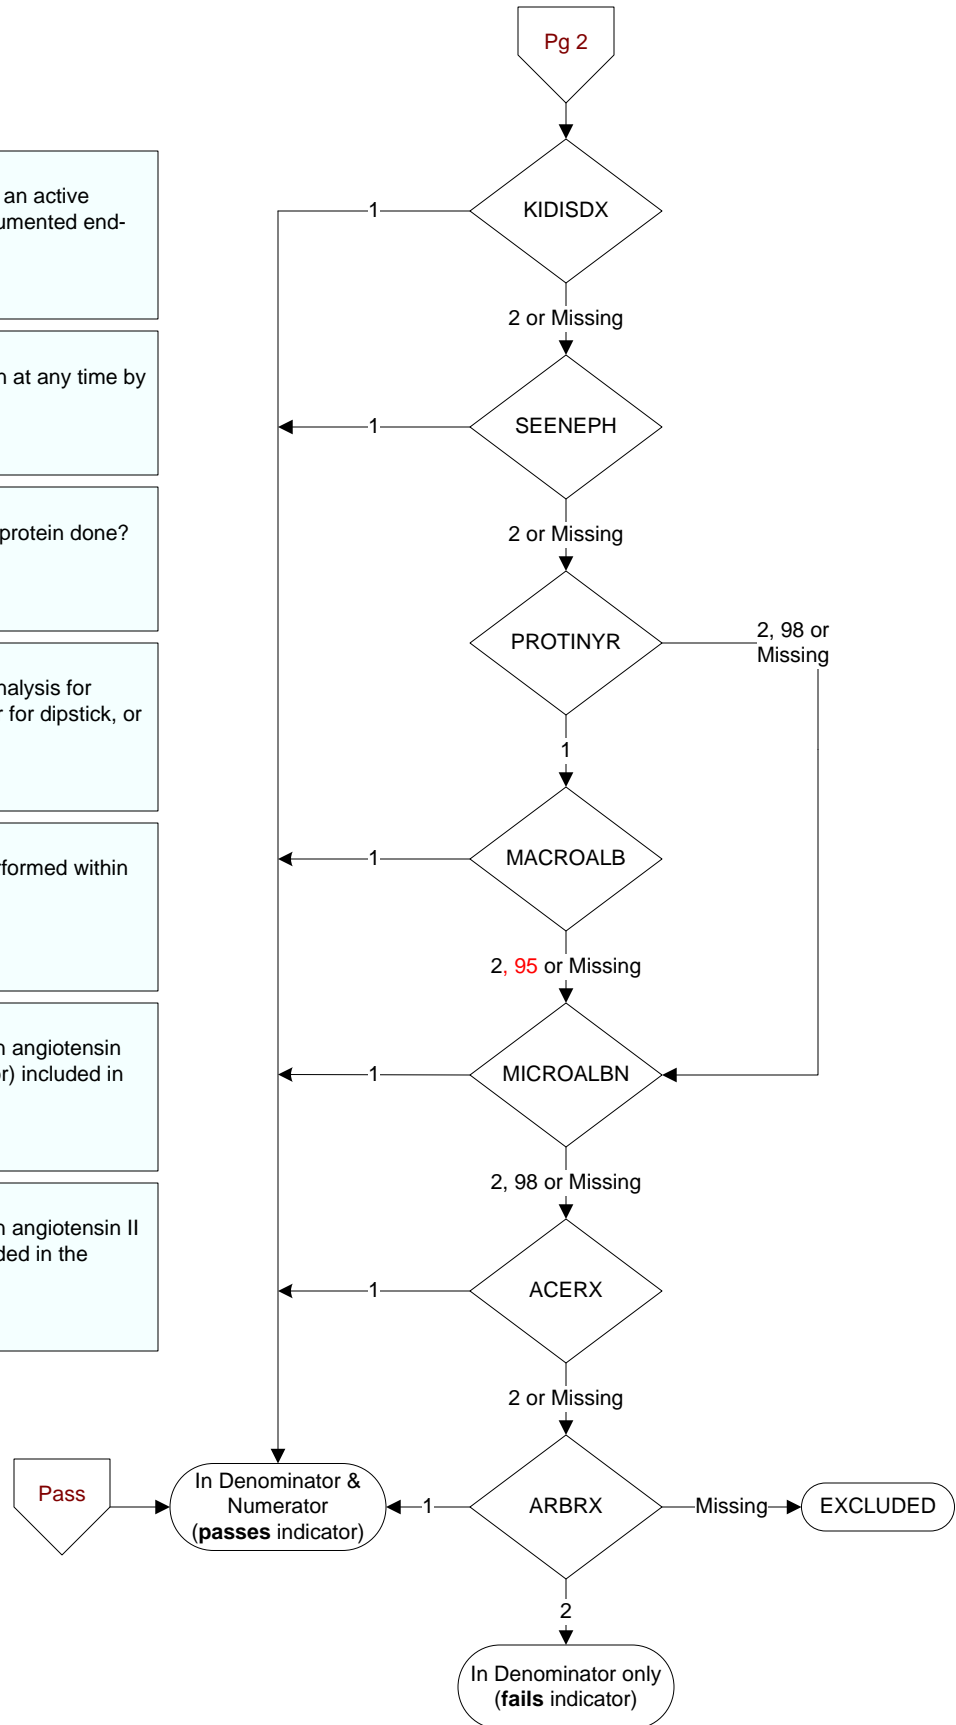 Pg 2
an active
umented end-
KIDISDX
1
2 or Missing
at any time by
SEENEPH
1
2 or Missing
protein done?
PROTINYR
2, 98 or
Missing
1
nalysis for
for dipstick, or
MACROALB
1
2, 95 or Missing
formed within
MICROALBN
1
2, 98 or Missing
angiotensin
or) included in
ACERX
1
2 or Missing
angiotensin II
ded in the
Pass
In Denominator &
Numerator
(passes indicator)
1
ARBRX
Missing
EXCLUDED
2
In Denominator only
(fails indicator)